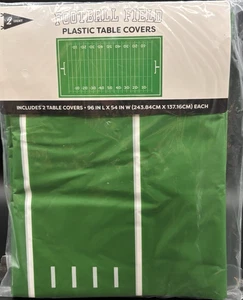 2
FOOTBALL FIELD
PLASTIC TABLE COVERS
INCLUDES 2 TABLE COVERS • 96 IN L X 54 IN W (243.84CM X 137.16CM) EACH